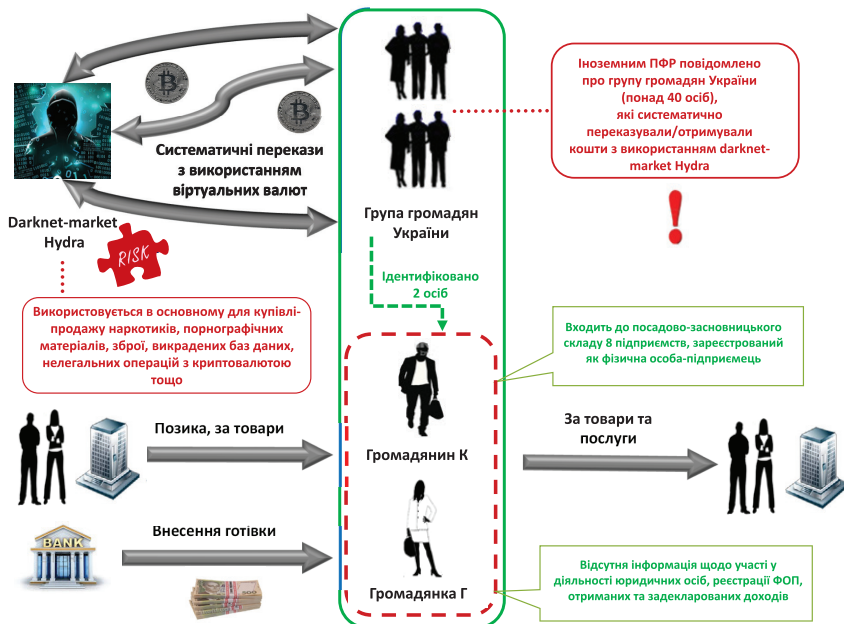 Іноземним ПФР повідомлено
про групу громадян України
(понад 40 осіб),
які систематично
переказували/отримували
кошти з використанням darknet-
market Hydra
Систематичні перекази
з використанням
віртуальних валют
Darknet-market
Hydra
RISK
Група громадян
України
Ідентифіковано
2 осіб
Використовується в основному для купівлі-
продажу наркотиків, порнографічних
матеріалів, зброї, викрадених баз даних,
нелегальних операцій з криптовалютою
тощо
Входить до посадово-засновницького
складу 8 підприємств, зареєстрований
як фізична особа-підприємець
Позика, за товари
Громадянин К
За товари та
послуги
BANK
Внесення готівки
Громадянка Г
Відсутня інформація щодо участі у
діяльності юридичних осіб, реєстрації ФОП,
отриманих та задекларованих доходів